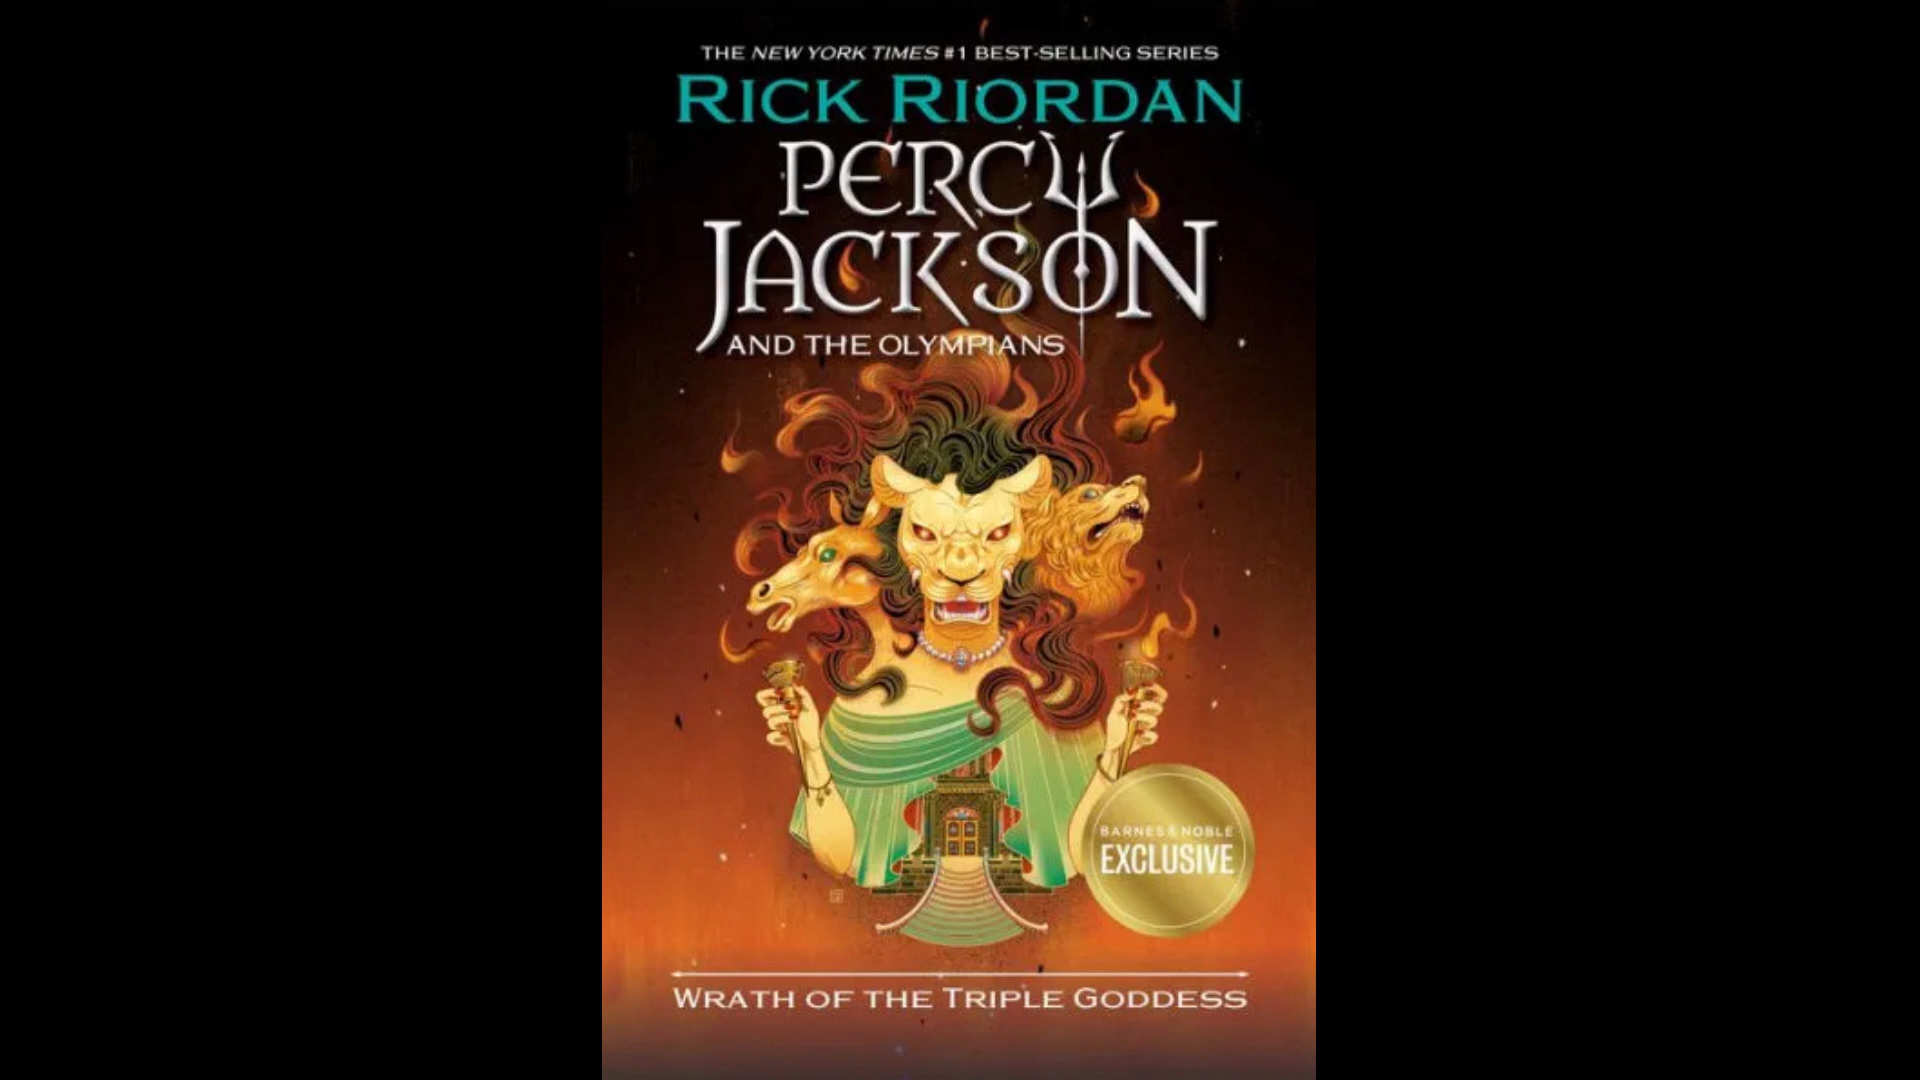 THE NEW YORK TIMES #1 BEST-SELLING SERIES
RICK RIORDAN
PERCY
JACKSON
AND THE OLYMPIANS
BARNES & NOBLE
EXCLUSIVE
WRATH OF THE TRIPLE GODDESS